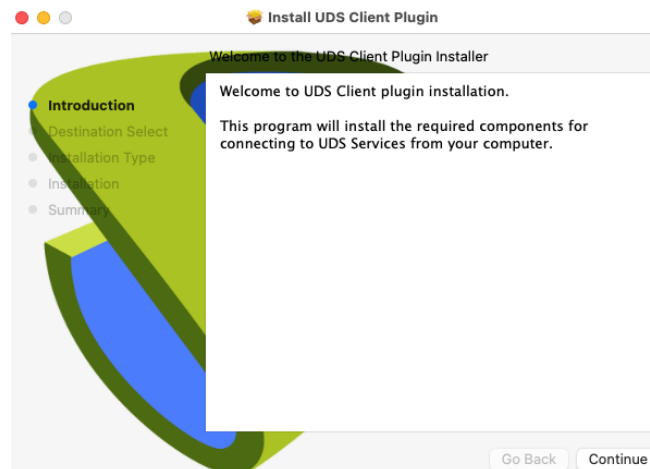 Install UDS Client Plugin
Welcome to the UDS Client Plugin Installer
Introduction
Destination Select
Installation Type
Installation
Summary
Welcome to UDS Client plugin installation.
This program will install the required components for
connecting to UDS Services from your computer.
Go Back
Continue